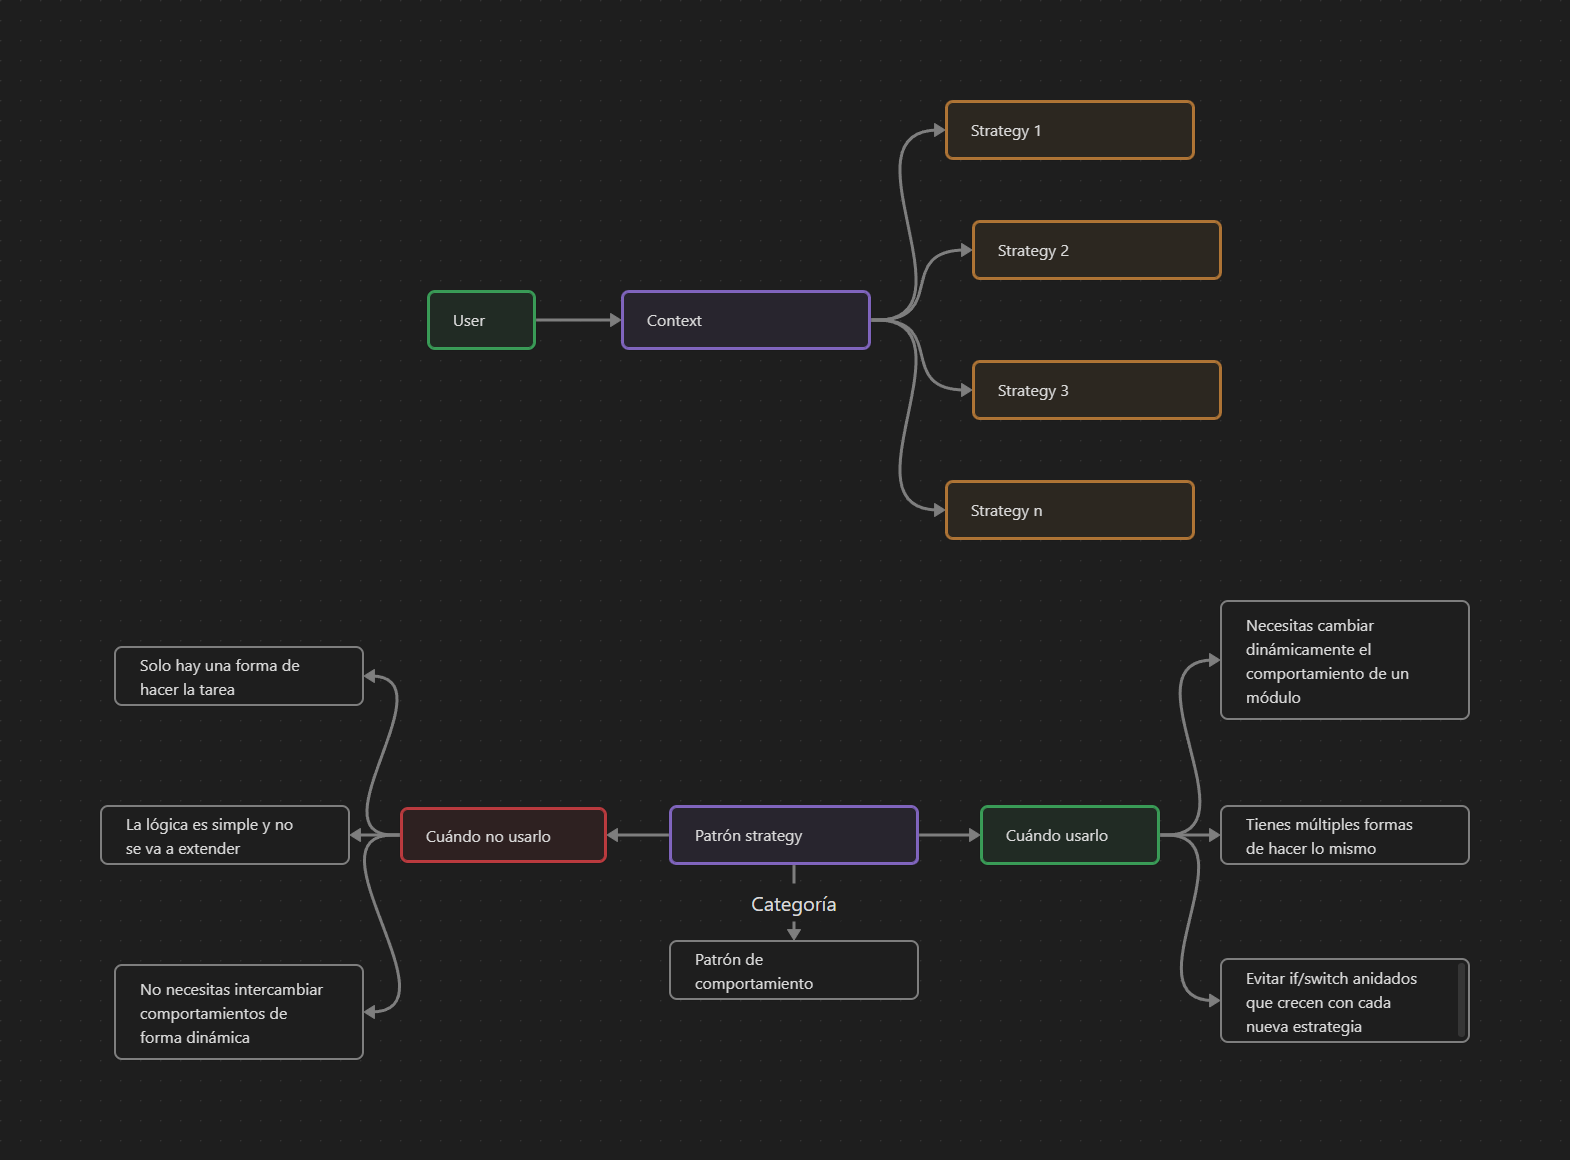 Strategy 1
Strategy 2
User
Context
Strategy 3
Strategy n
Solo hay una forma de
hacer la tarea
La lógica es simple y no
se va a extender
No necesitas intercambiar
comportamientos de
forma dinámica
Cuándo no usarlo
Patrón strategy
Categoría
Patrón de
comportamiento
Cuándo usarlo
Necesitas cambiar
dinámicamente el
comportamiento de un
módulo
Tienes múltiples formas
de hacer lo mismo
Evitar if/switch anidados
que crecen con cada
nueva estrategia